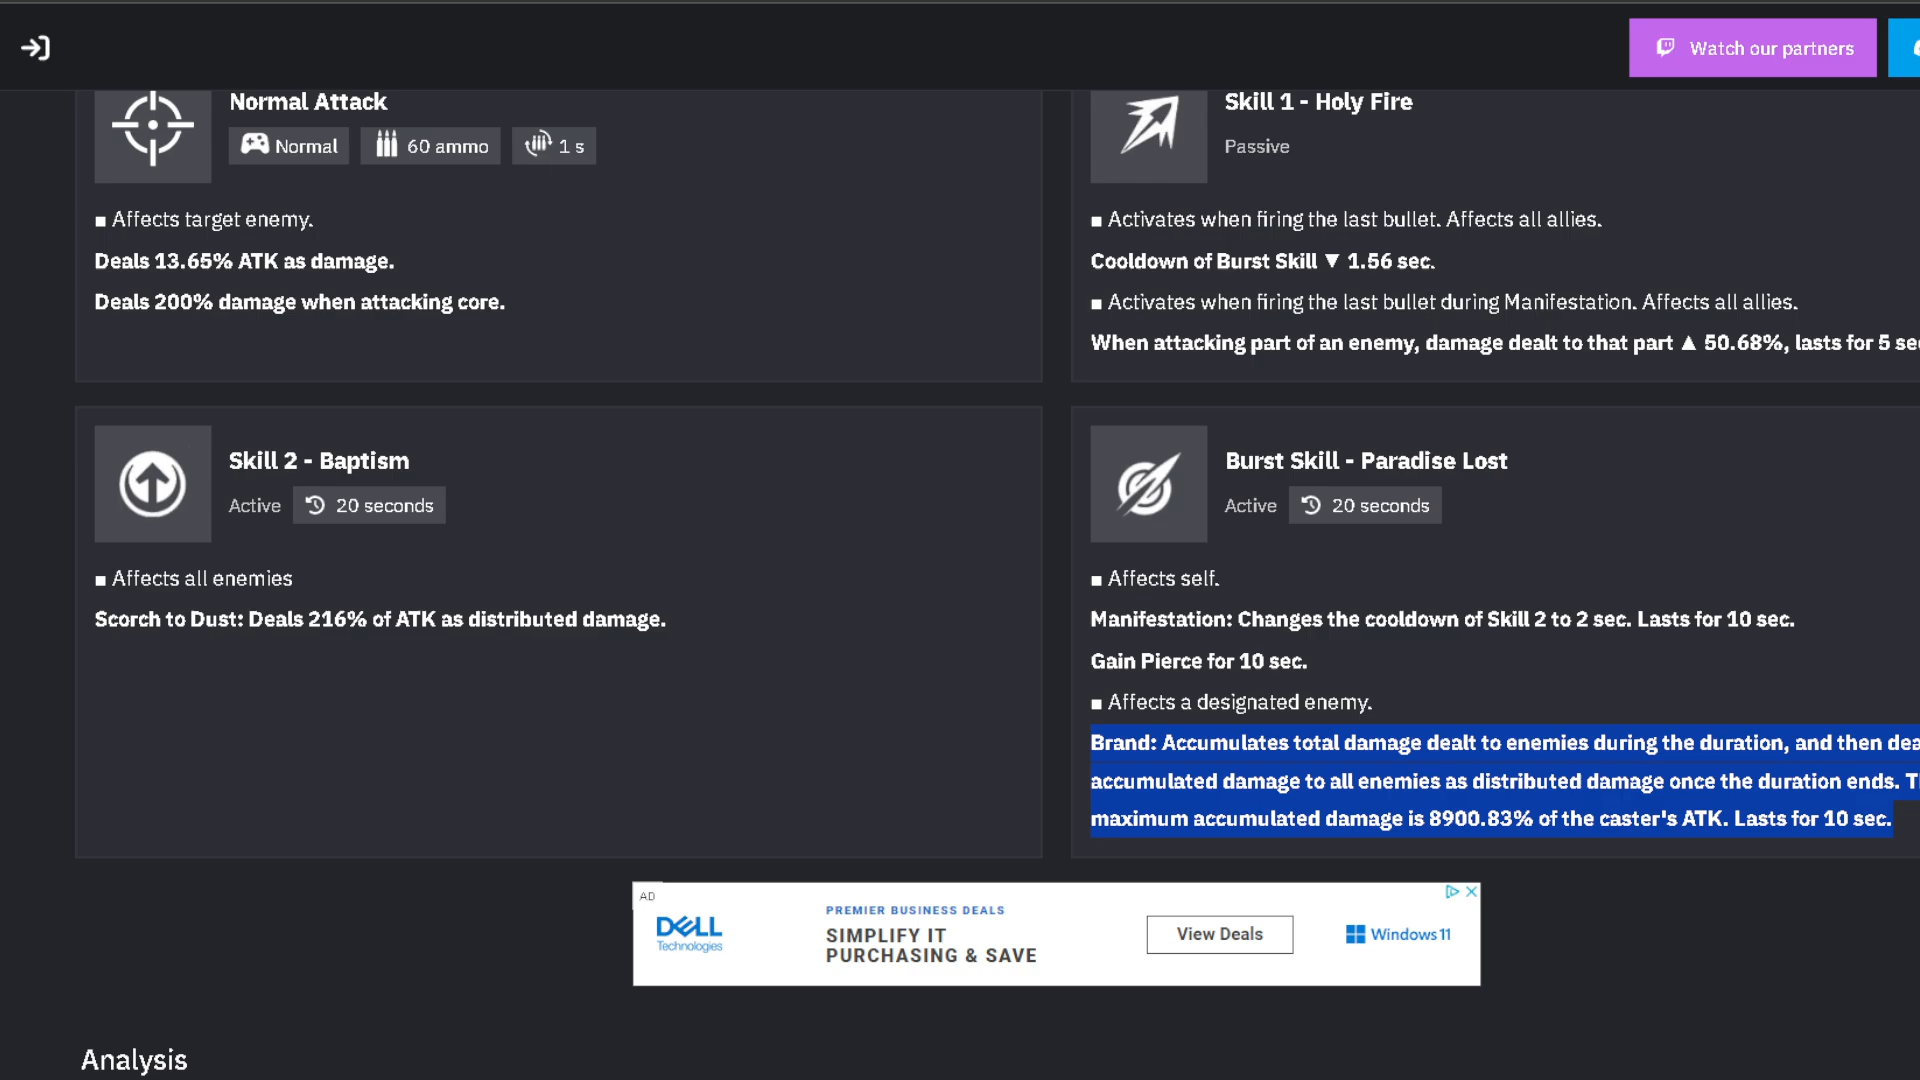 Watch our partners
Normal Attack
Normal
60 ammo
1 s
■ Affects target enemy.
Deals 13.65% ATK as damage.
Deals 200% damage when attacking core.
Skill 1 - Holy Fire
Passive
■ Activates when firing the last bullet. Affects all allies.
Cooldown of Burst Skill ▼ 1.56 sec.
■ Activates when firing the last bullet during Manifestation. Affects all allies.
When attacking part of an enemy, damage dealt to that part ▲ 50.68%, lasts for 5
Skill 2 - Baptism
Active
20 seconds
■ Affects all enemies
Scorch to Dust: Deals 216% of ATK as distributed damage.
Burst Skill - Paradise Lost
Active
20 seconds
■ Affects self.
Manifestation: Changes the cooldown of Skill 2 to 2 sec. Lasts for 10 sec.
Gain Pierce for 10 sec.
■ Affects a designated enemy.
Brand: Accumulates total damage dealt to enemies during the duration, and then
accumulated damage to all enemies as distributed damage once the duration ends.
maximum accumulated damage is 8900.83% of the caster's ATK. Lasts for 10 sec.
AD
DELL
Technologies
PREMIER BUSINESS DEALS
SIMPLIFY IT
PURCHASING & SAVE
View Deals
Windows 11
Analysis